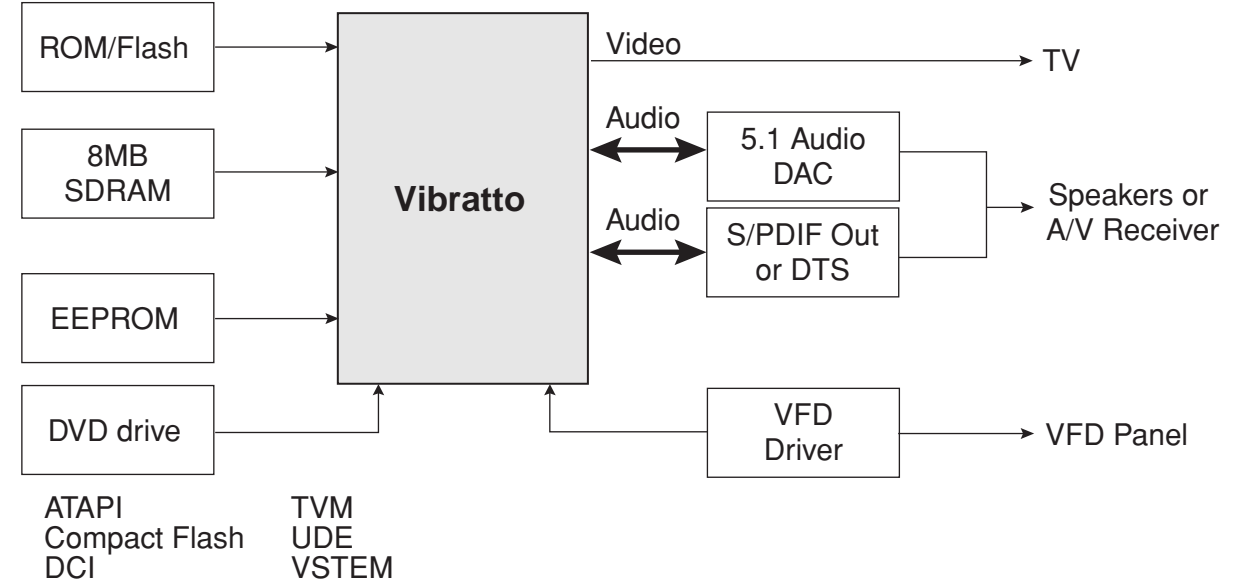 ROM/Flash
8MB
SDRAM
EEPROM
DVD drive
ATAPI
Compact Flash
DCI
TVM
UDE
VSTEM
Vibratto
Video
TV
Audio
5.1 Audio
DAC
Audio
S/PDIF Out
or DTS
Speakers or
A/V Receiver
VFD
Driver
VFD Panel